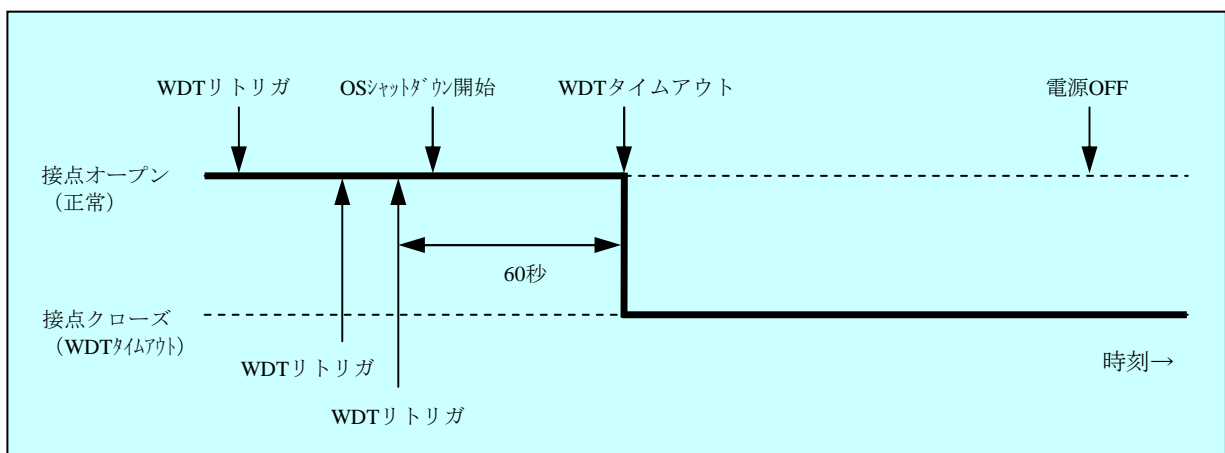 WDTリトリガ
OSｼｬｯﾄﾀﾞｳﾝ開始
WDTタイムアウト
電源OFF
接点オープン
（正常）
60秒
接点クローズ
（WDTﾀｲﾑｱｳﾄ）
時刻→
WDTリトリガ
WDTリトリガ